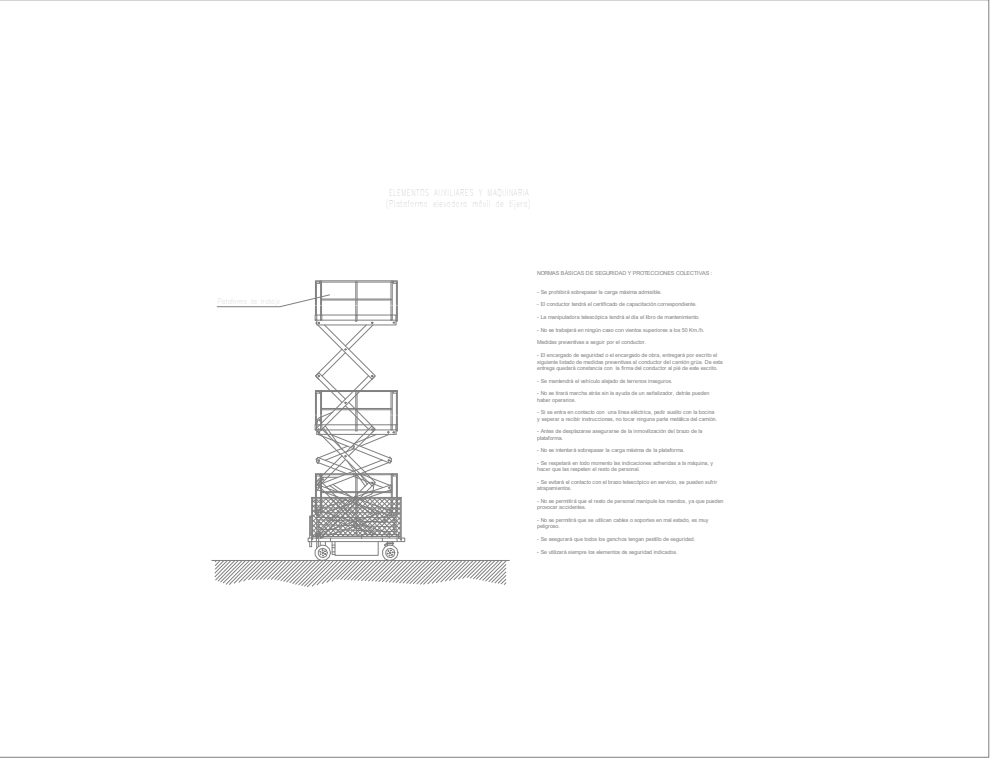 ELEMENTOS AUXILIARES Y MAQUINARIA
(Plataforma elevadora móvil de tijera)
Plataforma de trabajo
NORMAS BÁSICAS DE SEGURIDAD Y PROTECCIONES COLECTIVAS :
- Se prohibirá sobrepasar la carga máxima admisible.
- El conductor tendrá el certificado de capacitación correspondiente.
- La manipuladora telescópica tendrá al día el libro de mantenimiento.
- No se trabajará en ningún caso con vientos superiores a los 50 Km./h.
Medidas preventivas a seguir por el conductor.
- El encargado de seguridad o el encargado de obra, entregará por escrito el
siguiente listado de medidas preventivas al conductor del camión grúa. De esta
entrega quedará constancia con la firma del conductor al pié de este escrito.
- Se mantendrá el vehículo alejado de terrenos inseguros.
- No se tirará marcha atrás sin la ayuda de un señalizador, detrás pueden
haber operarios.
- Si se entra en contacto con una línea eléctrica, pedir auxilio con la bocina
y esperar a recibir instrucciones, no tocar ninguna parte metálica del camión.
- Antes de desplazarse asegurarse de la inmovilización del brazo de la
plataforma.
- No se intentará sobrepasar la carga máxima de la plataforma.
- Se respetará en todo momento las indicaciones adheridas a la máquina, y
hacer que las respeten el resto de personal.
- Se evitará el contacto con el brazo telescópico en servicio, se pueden sufrir
atrapamientos.
- No se permitirá que el resto de personal manipule los mandos, ya que pueden
provocar accidentes.
- No se permitirá que se utilicen cables o soportes en mal estado, es muy
peligroso.
- Se asegurará que todos los ganchos tengan pestillo de seguridad.
- Se utilizará siempre los elementos de seguridad indicados.